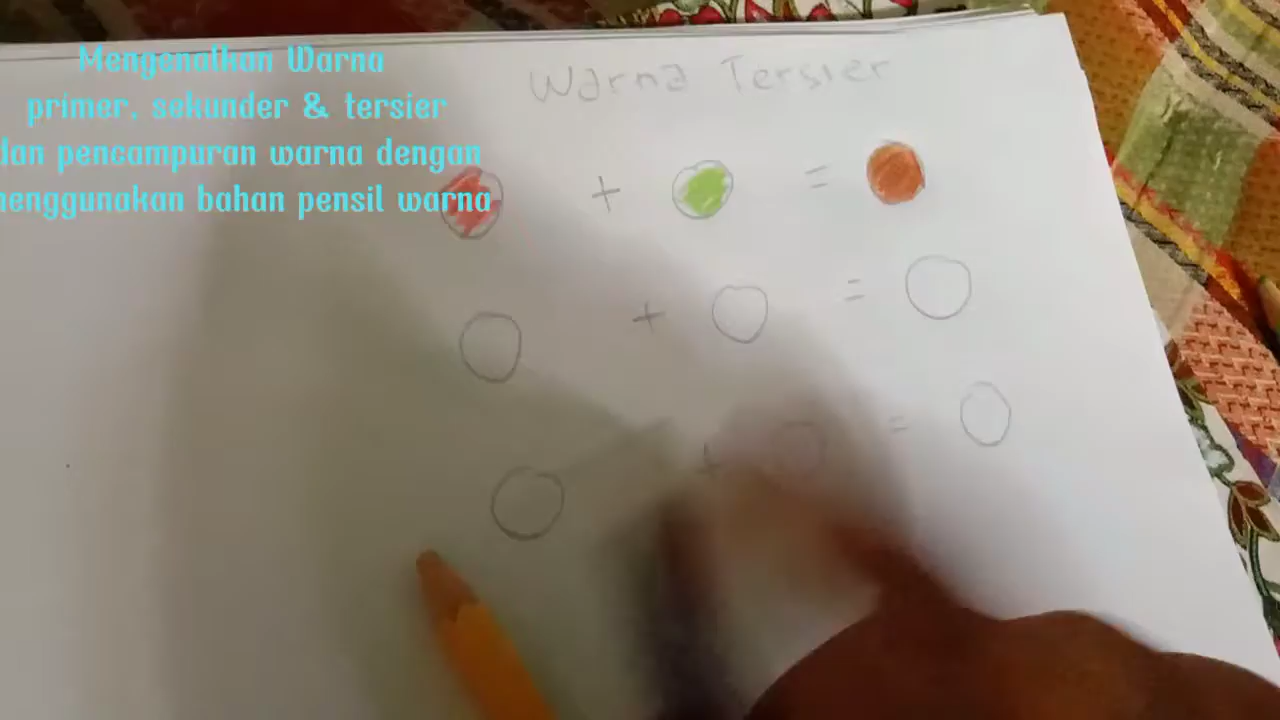 Mengenalkan Warna
primer, sekunder & tersier
dan pencampuran warna dengan
menggunakan bahan pensil warna
Warna Tersier
+ =
+ =
+ =